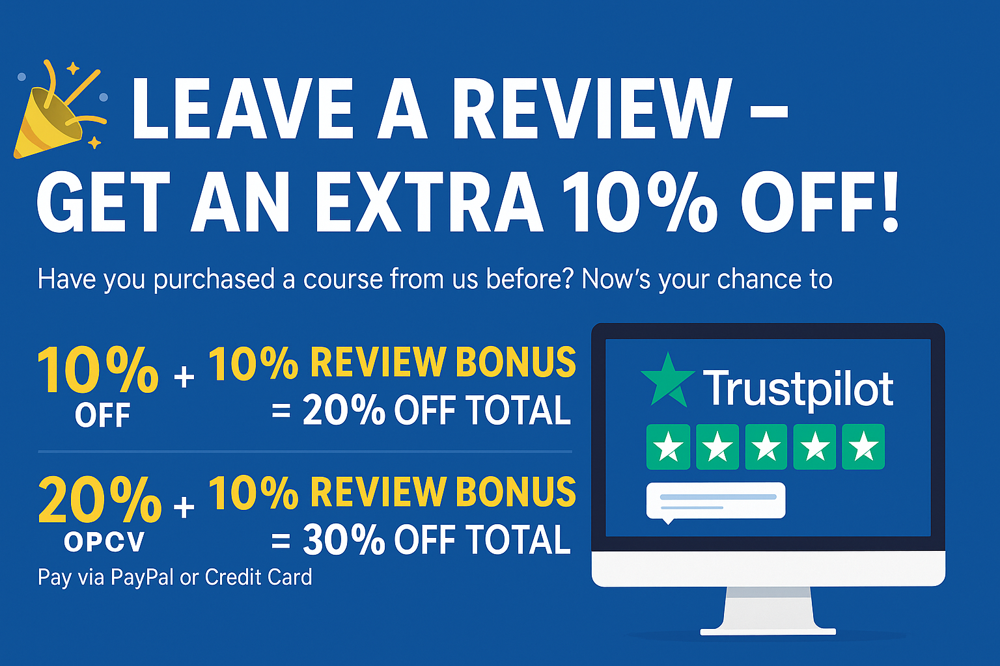 LEAVE A REVIEW –
GET AN EXTRA 10% OFF!
Have you purchased a course from us before? Now's your chance to
10% + 10% REVIEW BONUS
OFF = 20% OFF TOTAL
20% + 10% REVIEW BONUS
OPCV = 30% OFF TOTAL
Pay via PayPal or Credit Card
Trustpilot